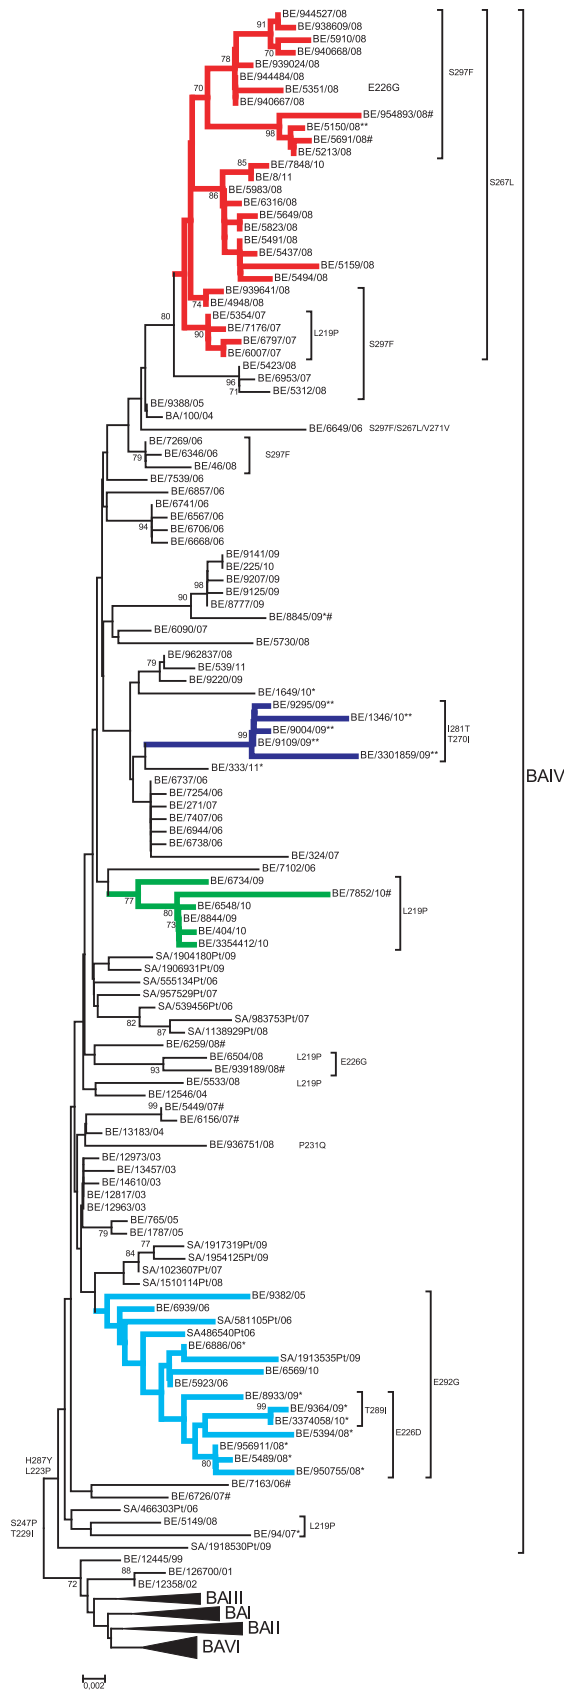 BE/944527/08
91
BE/938609/08
BE/5910/08
70
BE/940668/08
78
BE/939024/08
BE/944484/08
S297F
70
BE/5351/08
E226G
BE/940667/08
BE/954893/08#
BE/5150/08**
98
BE/5691/08#
BE/5213/08
85
BE/7848/10
BE/8/11
S267L
86
BE/5983/08
BE/6316/08
BE/5649/08
BE/5823/08
BE/5491/08
BE/5437/08
BE/5159/08
BE/5494/08
BE/939641/08
74
BE/4948/08
80
BE/5354/07
90
BE/7176/07
L219P
BE/6797/07
S297F
BE/6007/07
BE/5423/08
96
BE/6953/07
71
BE/5312/08
BE/9388/05
BA/100/04
BE/6649/06
S297F/S267L/V271V
BE/7269/06
79
BE/6346/06
S297F
BE/46/08
BE/7539/06
BE/6857/06
BE/6741/06
BE/6567/06
94
BE/6706/06
BE/6668/06
BE/9141/09
BE/225/10
98
BE/9207/09
BE/9125/09
90
BE/8777/09
BE/8845/09*#
BE/6090/07
BE/5730/08
BE/962837/08
79
BE/539/11
BE/9220/09
BE/1649/10*
BE/9295/09**
BE/1346/10**
99
BE/9004/09**
I281T
BE/9109/09**
T270I
BE/3301859/09**
BE/333/11*
BAIV
BE/6737/06
BE/7254/06
BE/271/07
BE/7407/06
BE/6944/06
BE/6738/06
BE/324/07
BE/7102/06
BE/6734/09
77
BE/7852/10#
BE/6548/10
80
BE/8844/09
L219P
73
BE/404/10
BE/3354412/10
SA/1904180Pt/09
SA/1906931Pt/09
SA/555134Pt/06
SA/957529Pt/07
SA/539456Pt/06
82
SA/983753Pt/07
87
SA/1138929Pt/08
BE/6259/08#
BE/6504/08
L219P
E226G
93
BE/939189/08#
BE/5533/08
L219P
BE/12546/04
99
BE/5449/07#
BE/6156/07#
BE/13183/04
BE/936751/08
P231Q
BE/12973/03
BE/13457/03
BE/14610/03
BE/12817/03
BE/12963/03
BE/765/05
79
BE/1787/05
77
SA/1917319Pt/09
84
SA/1954125Pt/09
SA/1023607Pt/07
SA/1510114Pt/08
BE/9382/05
BE/6939/06
SA/581105Pt/06
SA486540Pt06
BE/6886/06*
SA/1913535Pt/09
E292G
BE/6569/10
BE/5923/06
BE/8933/09*
99
BE/9364/09*
T289I
BE/3374058/10*
E226D
BE/5394/08*
BE/956911/08*
BE/5489/08*
80
BE/950755/08*
H287Y
L223P
BE/7163/06#
BE/6726/07#
SA/466303Pt/06
S247P
T229I
BE/5149/08
L219P
BE/94/07*
SA/1918530Pt/09
BE/12445/99
72
88
BE/126700/01
BE/12358/02
BAIII
BAI
BAII
BAVI
0,002